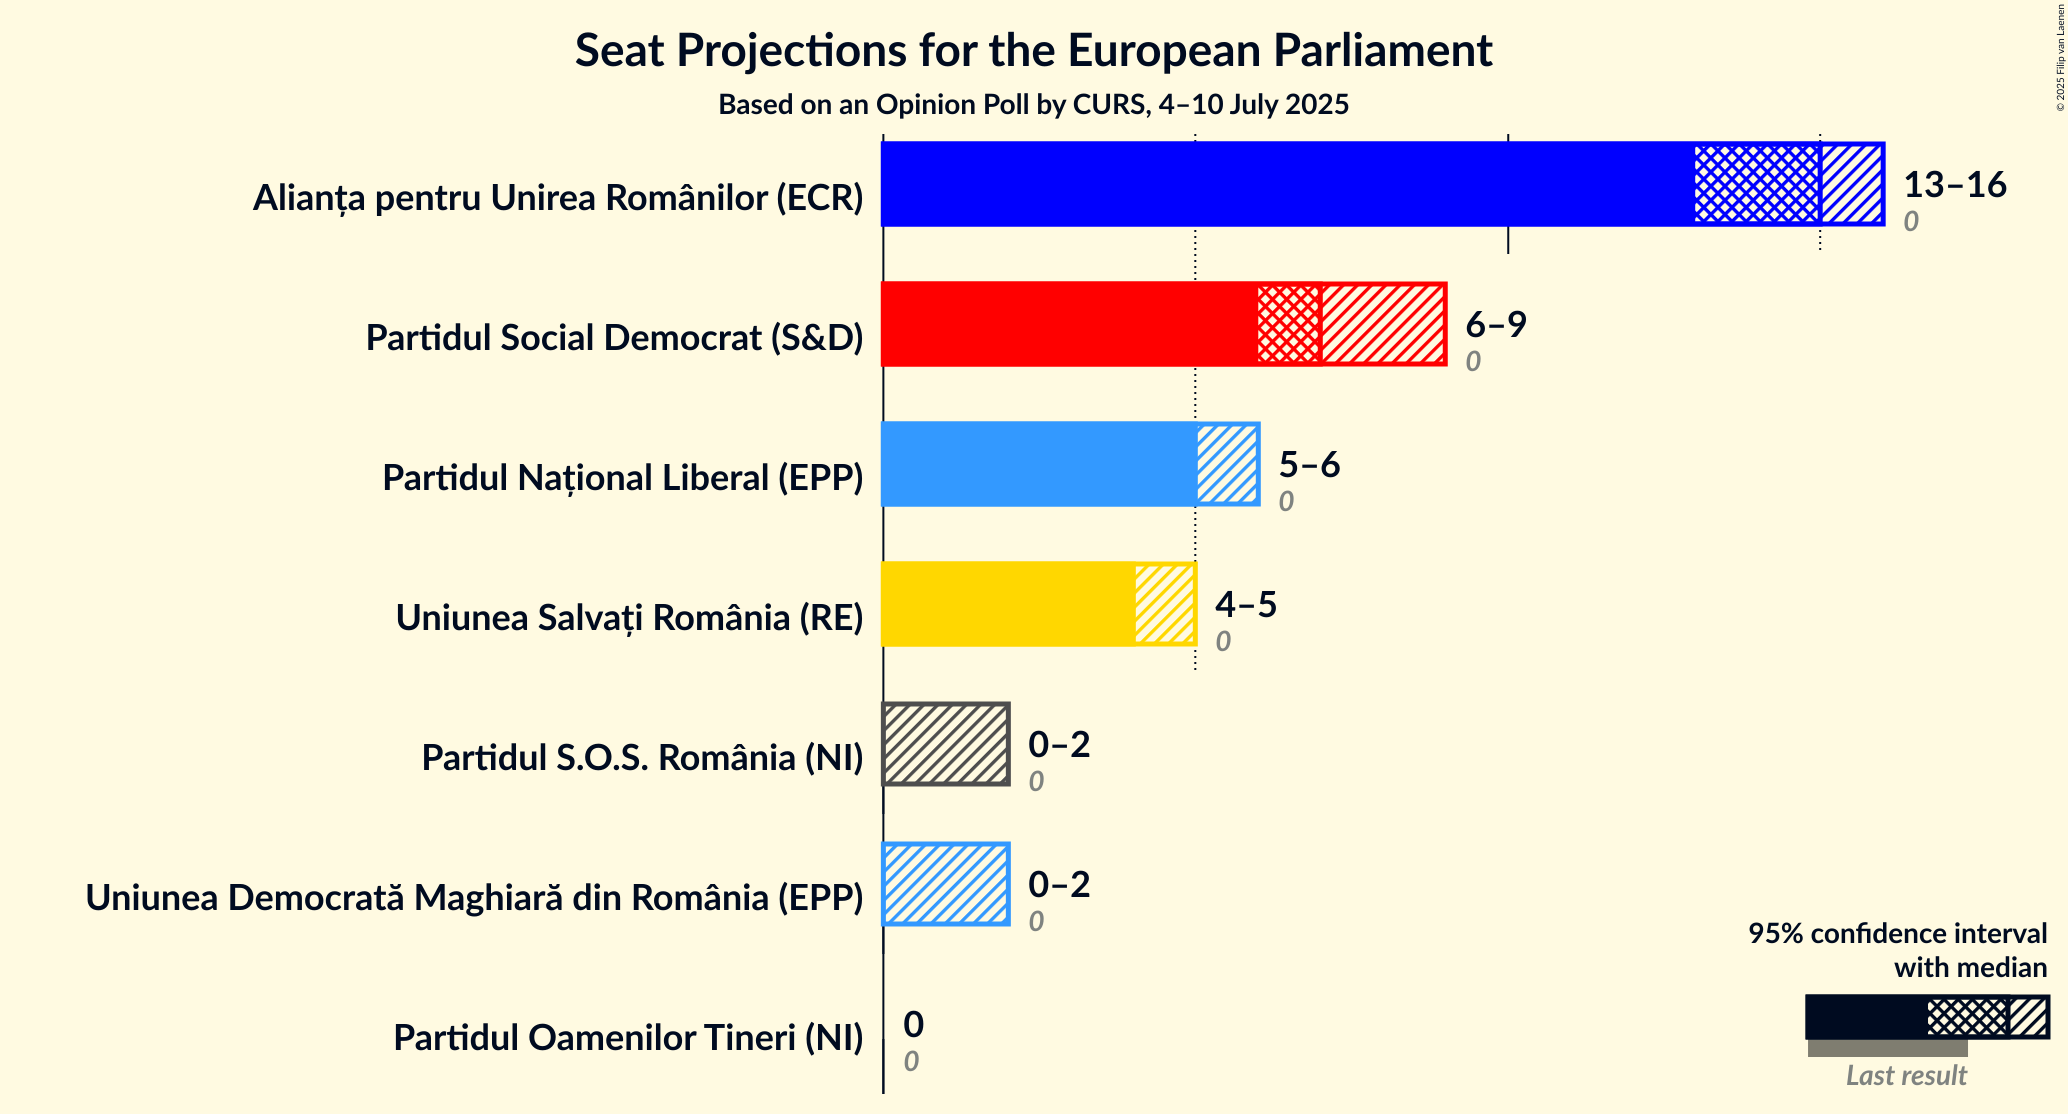 Seat Projections for the European Parliament
Based on an Opinion Poll by CURS, 4–10 July 2025
© 2025 Filip van Laenen
Alianța pentru Unirea Românilor (ECR)
13–16
0
Partidul Social Democrat (S&D)
6–9
0
Partidul Național Liberal (EPP)
5–6
0
Uniunea Salvați România (RE)
4–5
0
Partidul S.O.S. România (NI)
0–2
0
Uniunea Democrată Maghiară din România (EPP)
0–2
0
Partidul Oamenilor Tineri (NI)
0
0
95% confidence interval
with median
Last result